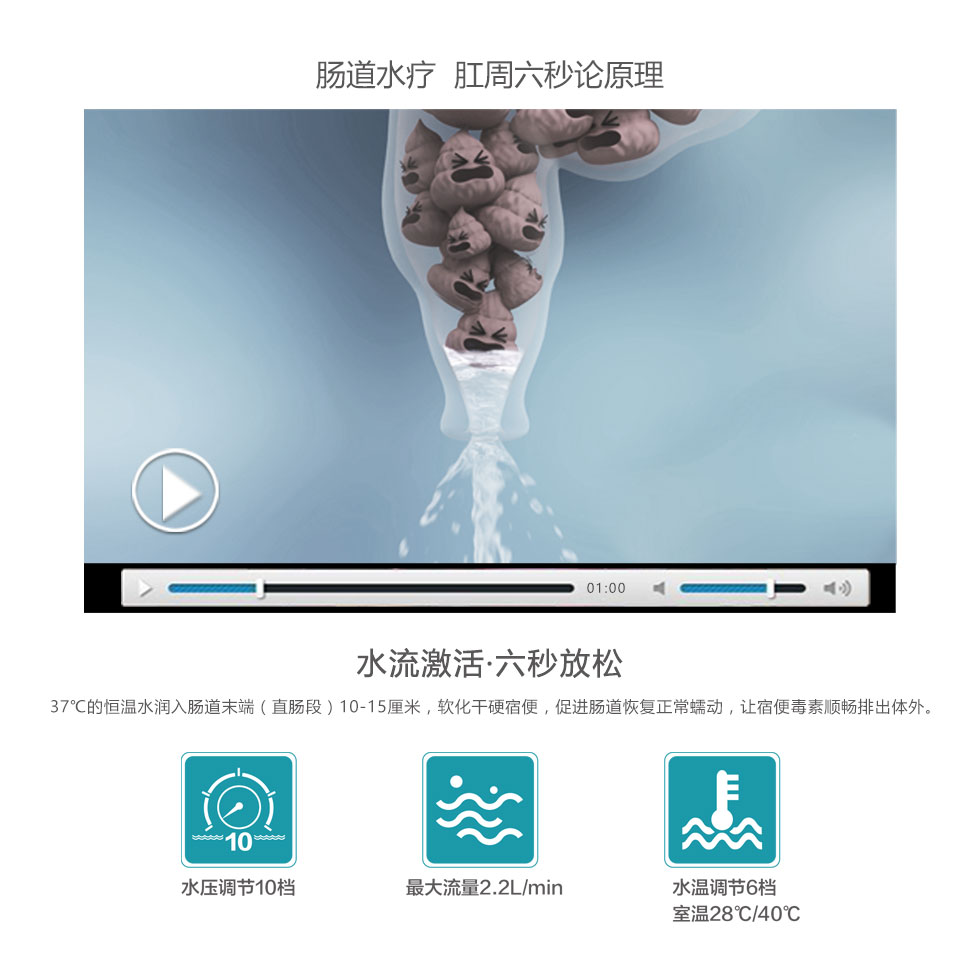 肠道水疗 肛周六秒论原理
01:00
水流激活·六秒放松
37℃的恒温水润入肠道末端（直肠段）10-15厘米，软化干硬宿便，促进肠道恢复正常蠕动，让宿便毒素顺畅排出体外。
10
水压调节10档
最大流量2.2L/min
水温调节6档
室温28℃/40℃